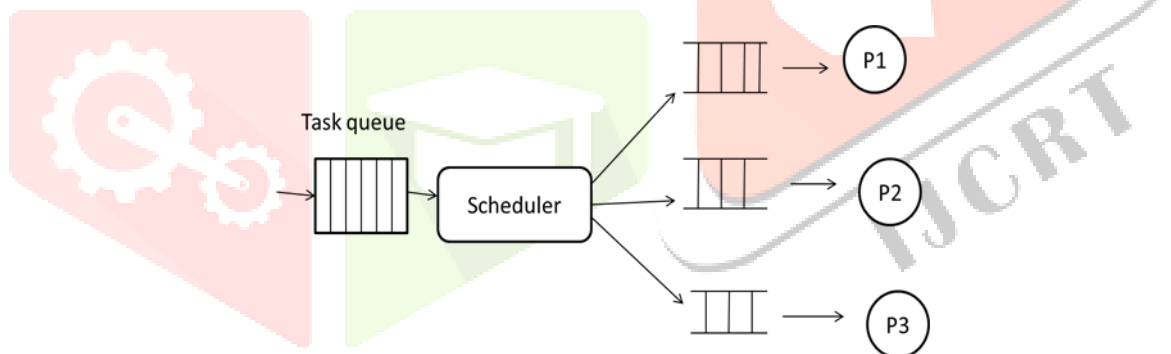 Task queue
Scheduler
P1
P2
P3
IJCRT